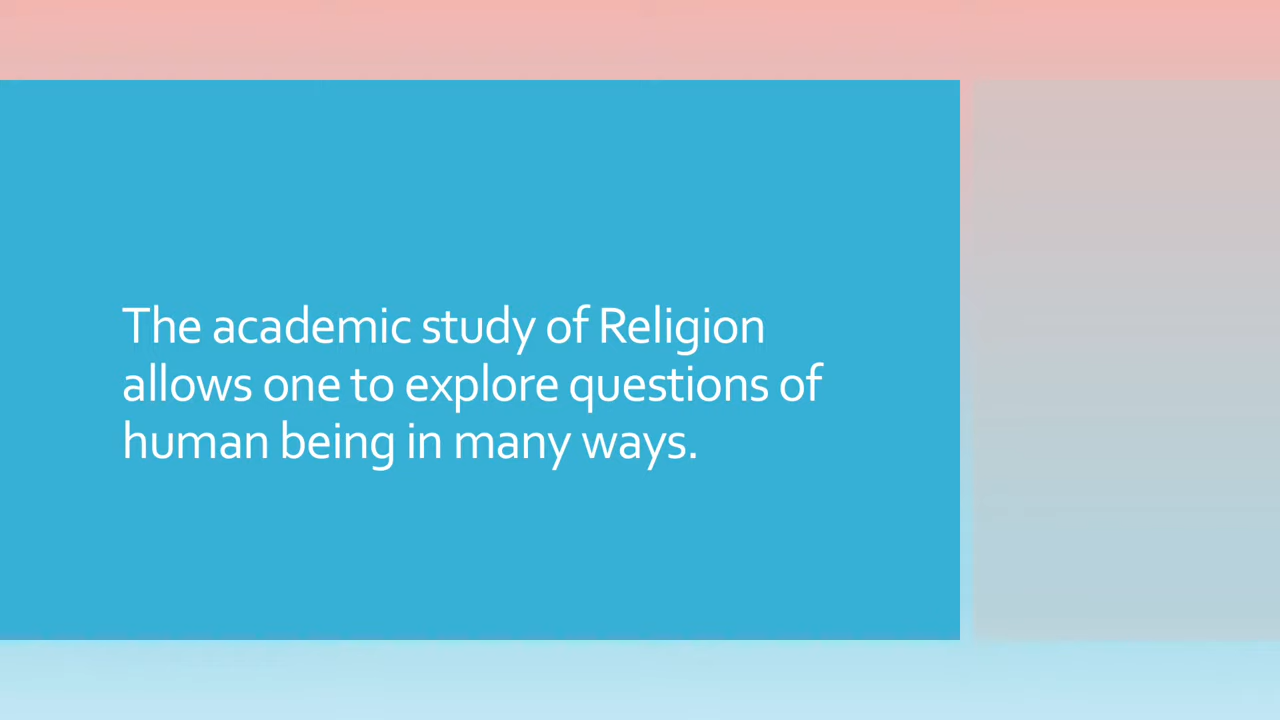 The academic study of Religion
allows one to explore questions of
human being in many ways.